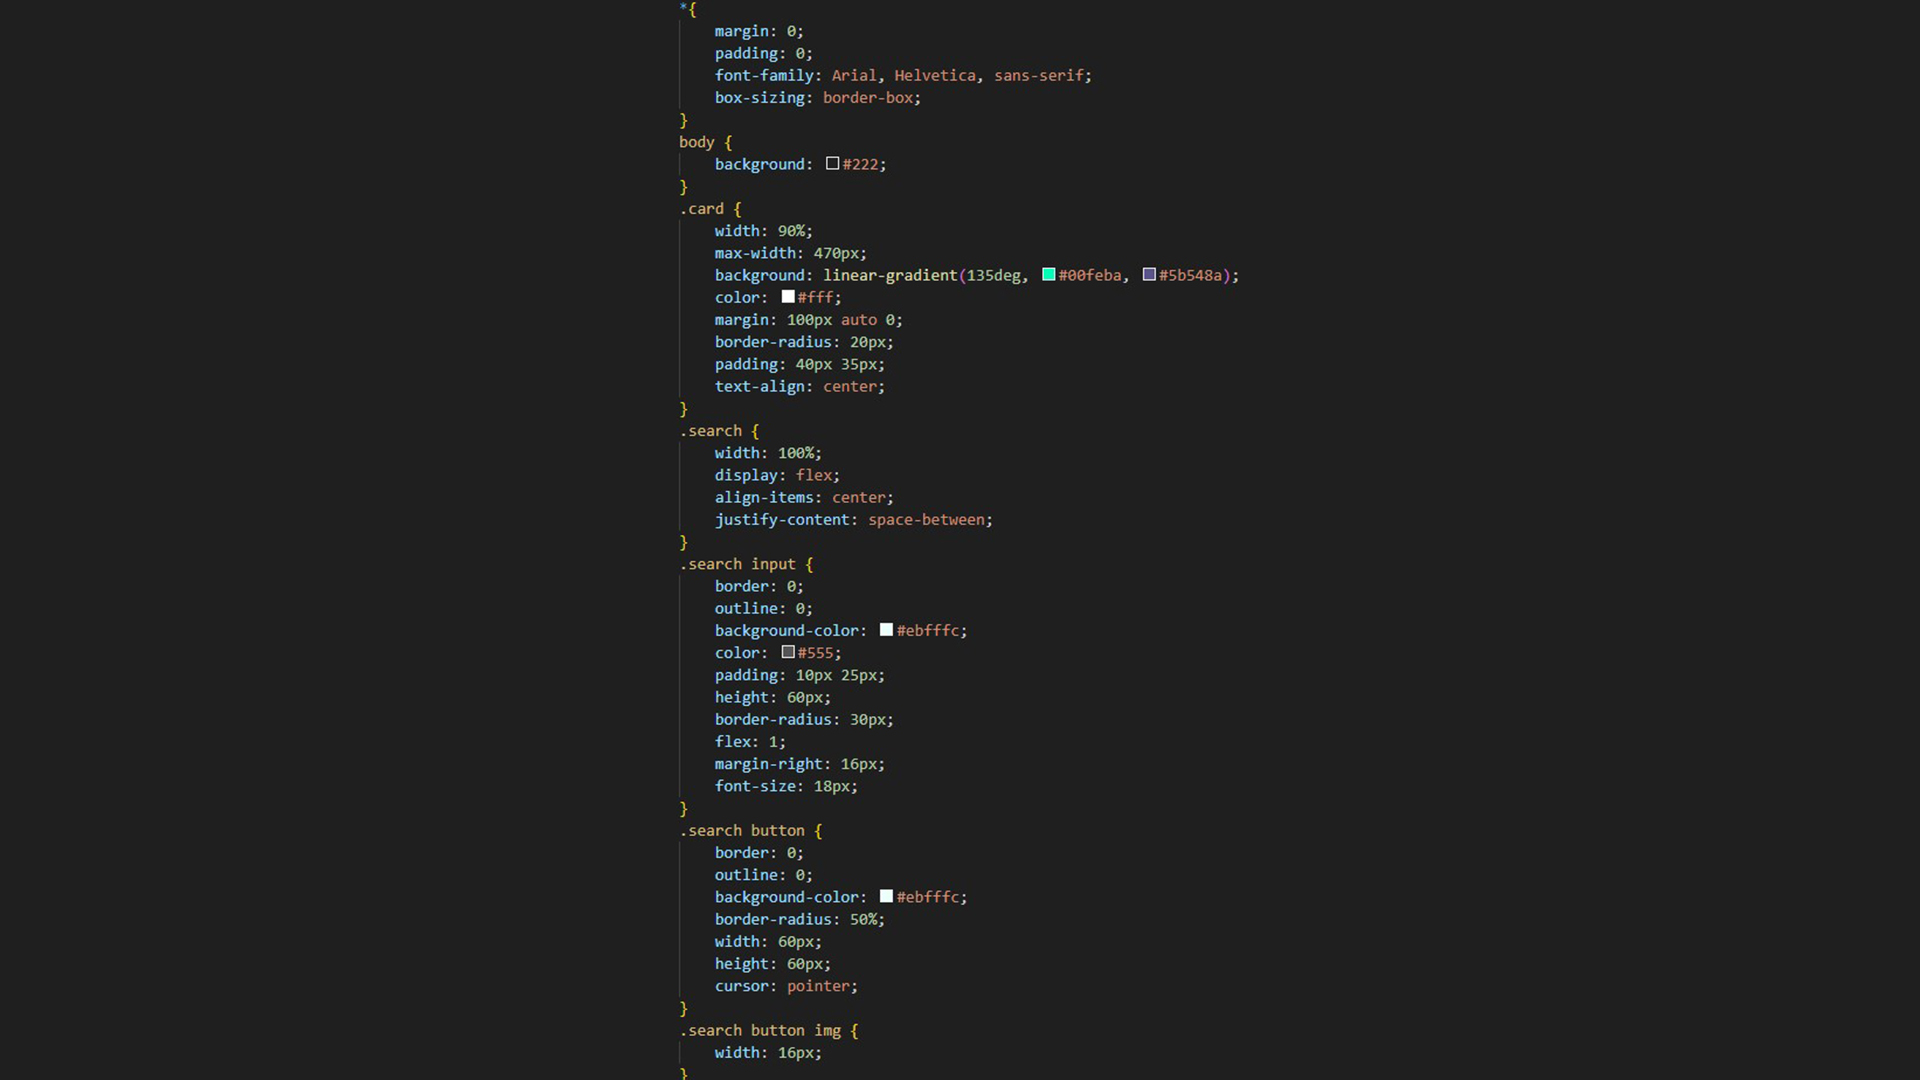 *{
    margin: 0;
    padding: 0;
    font-family: Arial, Helvetica, sans-serif;
    box-sizing: border-box;
}
body {
    background: #222;
}
.card {
    width: 90%;
    max-width: 470px;
    background: linear-gradient(135deg, #00feba, #5b548a);
    color: #fff;
    margin: 100px auto 0;
    border-radius: 20px;
    padding: 40px 35px;
    text-align: center;
}
.search {
    width: 100%;
    display: flex;
    align-items: center;
    justify-content: space-between;
}
.search input {
    border: 0;
    outline: 0;
    background-color: #ebfffc;
    color: #555;
    padding: 10px 25px;
    height: 60px;
    border-radius: 30px;
    flex: 1;
    margin-right: 16px;
    font-size: 18px;
}
.search button {
    border: 0;
    outline: 0;
    background-color: #ebfffc;
    border-radius: 50%;
    width: 60px;
    height: 60px;
    cursor: pointer;
}
.search button img {
    width: 16px;
}